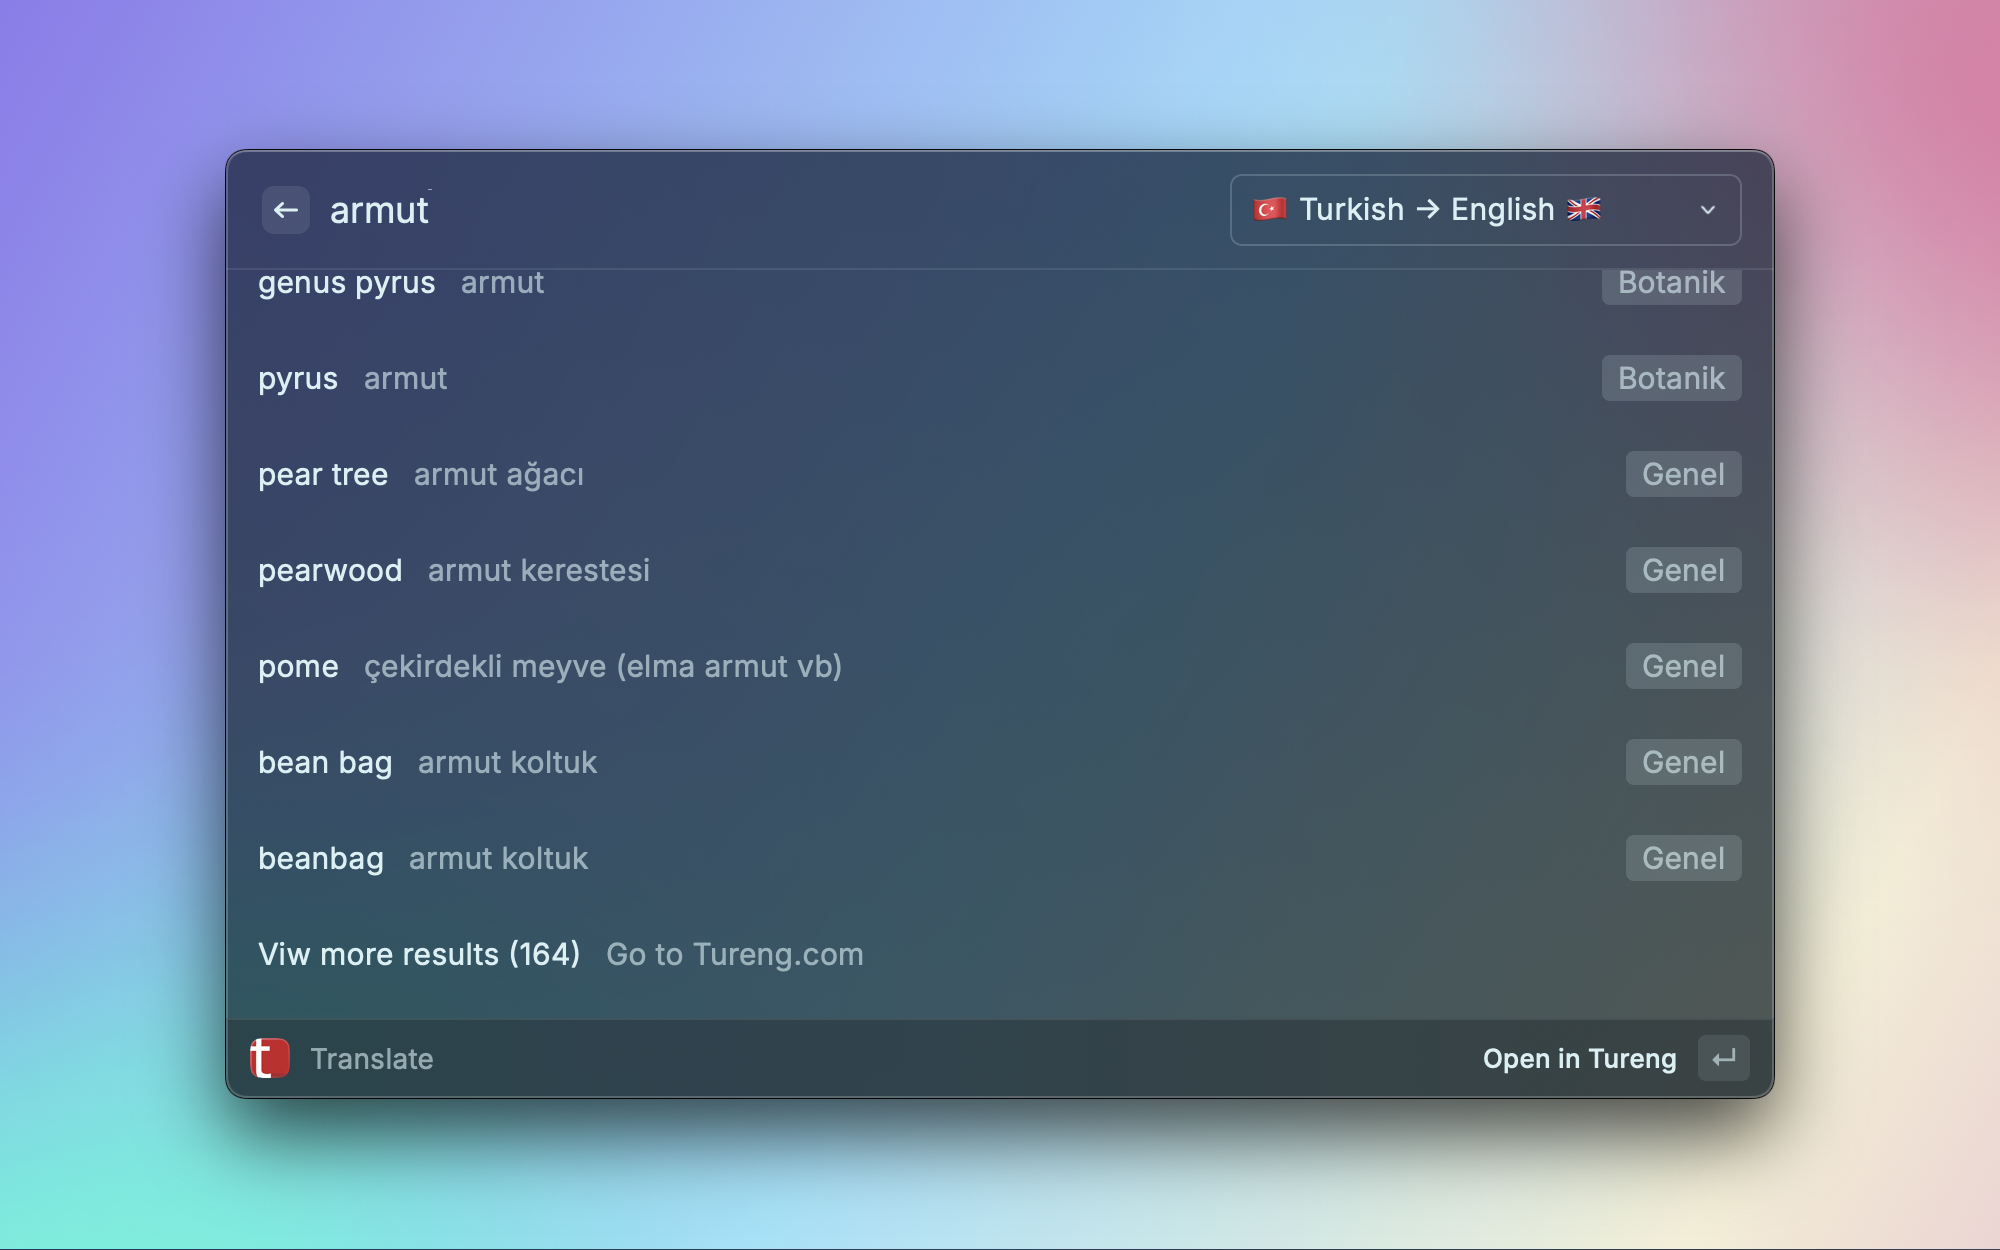 armut
Turkish → English
genus pyrus armut Botanik
pyrus armut Botanik
pear tree armut ağacı Genel
pearwood armut kerestesi Genel
pome çekirdekli meyve (elma armut vb) Genel
bean bag armut koltuk Genel
beanbag armut koltuk Genel
Viw more results (164) Go to Tureng.com
t Translate Open in Tureng